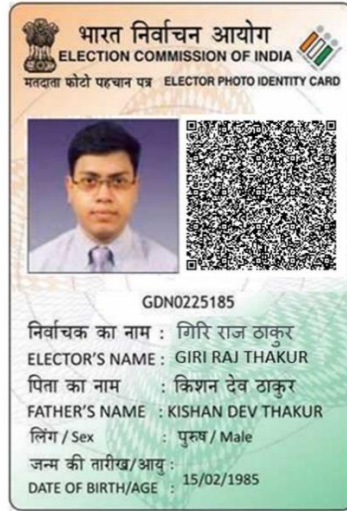 भारत निर्वाचन आयोग
ELECTION COMMISSION OF INDIA
मतदाता फोटो पहचान पत्र ELECTOR PHOTO IDENTITY CARD
GDN0225185
निर्वाचक का नाम : गिरि राज ठाकुर
ELECTOR'S NAME : GIRI RAJ THAKUR
पिता का नाम : किशन देव ठाकुर
FATHER'S NAME : KISHAN DEV THAKUR
लिंग / Sex : पुरुष / Male
जन्म की तारीख/आयु :
DATE OF BIRTH/AGE : 15/02/1985